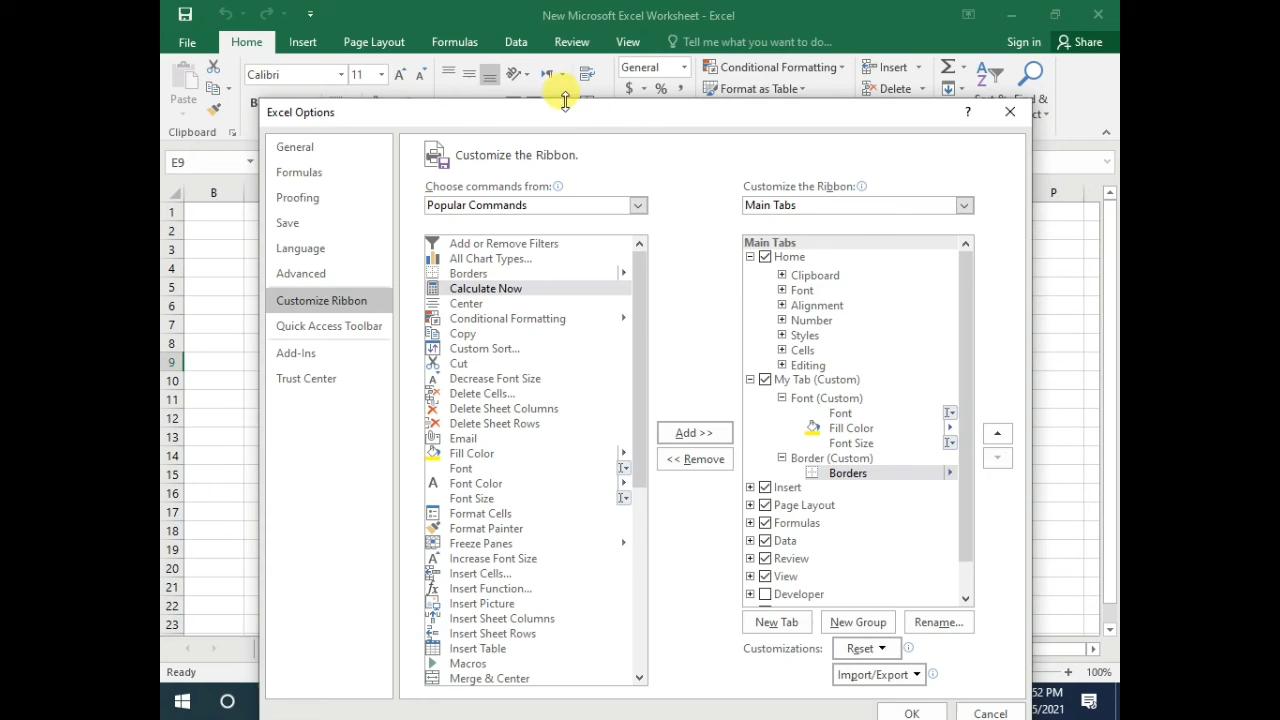 New Microsoft Excel Worksheet - Excel
File
Home
Insert
Page Layout
Formulas
Data
Review
View
Tell me what you want to do...
Sign in
Share
Calibri
11
General
Conditional Formatting
Insert
Paste
$ % ,
Format as Table
Delete
B
Clipboard
Excel Options
?
E9
General
Formulas
Proofing
Save
Language
Advanced
Customize Ribbon
Quick Access Toolbar
Add-Ins
Trust Center
Customize the Ribbon.
Choose commands from:
Popular Commands
Add or Remove Filters
All Chart Types...
Borders
Calculate Now
Center
Conditional Formatting
Copy
Custom Sort...
Cut
Decrease Font Size
Delete Cells...
Delete Sheet Columns
Delete Sheet Rows
Email
Fill Color
Font
Font Color
Font Size
Format Cells
Format Painter
Freeze Panes
Increase Font Size
Insert Cells...
Insert Function...
Insert Picture
Insert Sheet Columns
Insert Sheet Rows
Insert Table
Macros
Merge & Center
Add >>
<< Remove
Customize the Ribbon:
Main Tabs
Main Tabs
Home
Clipboard
Font
Alignment
Number
Styles
Cells
Editing
My Tab (Custom)
Font (Custom)
Font
Fill Color
Font Size
Border (Custom)
Borders
Insert
Page Layout
Formulas
Data
Review
View
Developer
New Tab
New Group
Rename...
Customizations:
Reset
Import/Export
OK
Cancel
B
P
1
2
3
4
5
6
7
8
9
10
11
12
13
14
15
16
17
18
19
20
21
22
23
Ready
100%
52 PM
5/2021